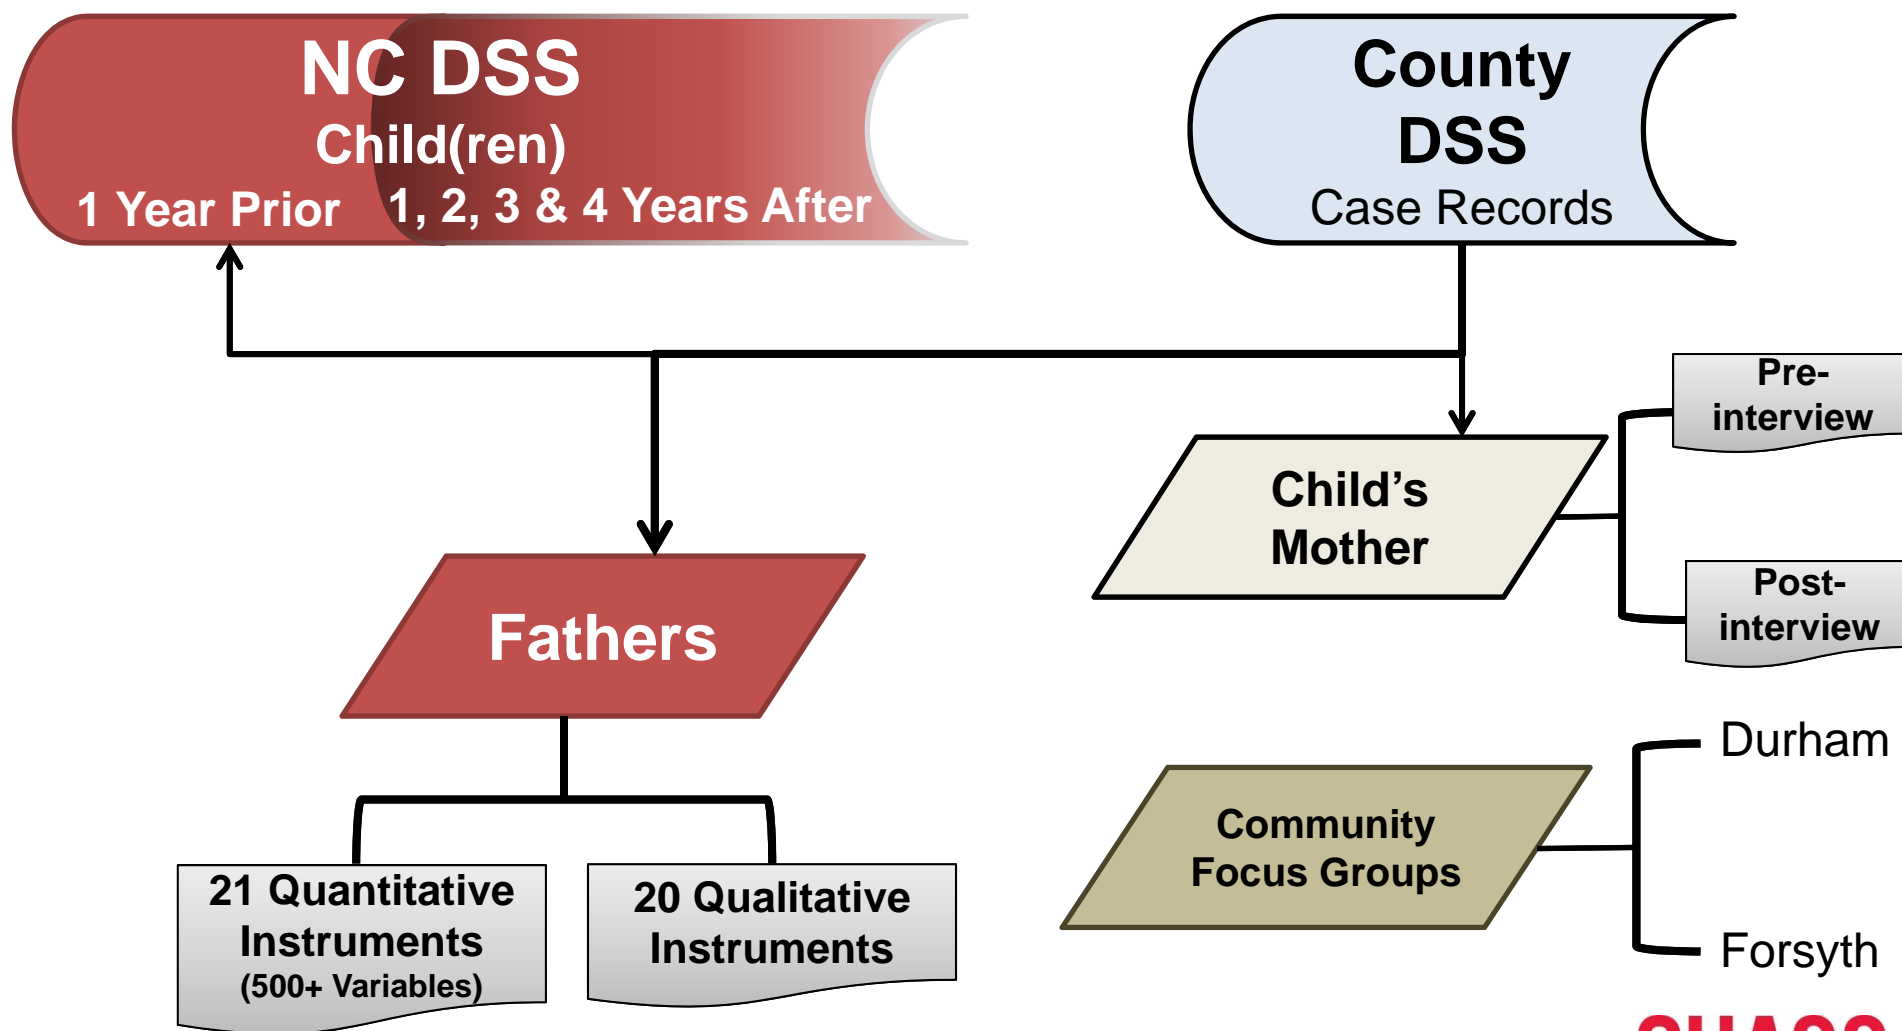 NC DSS
Child(ren)
1 Year Prior
1, 2, 3 & 4 Years After
County
DSS
Case Records
Pre-
interview
Child's
Mother
Post-
interview
Fathers
Durham
Community
Focus Groups
Forsyth
21 Quantitative
Instruments
(500+ Variables)
20 Qualitative
Instruments